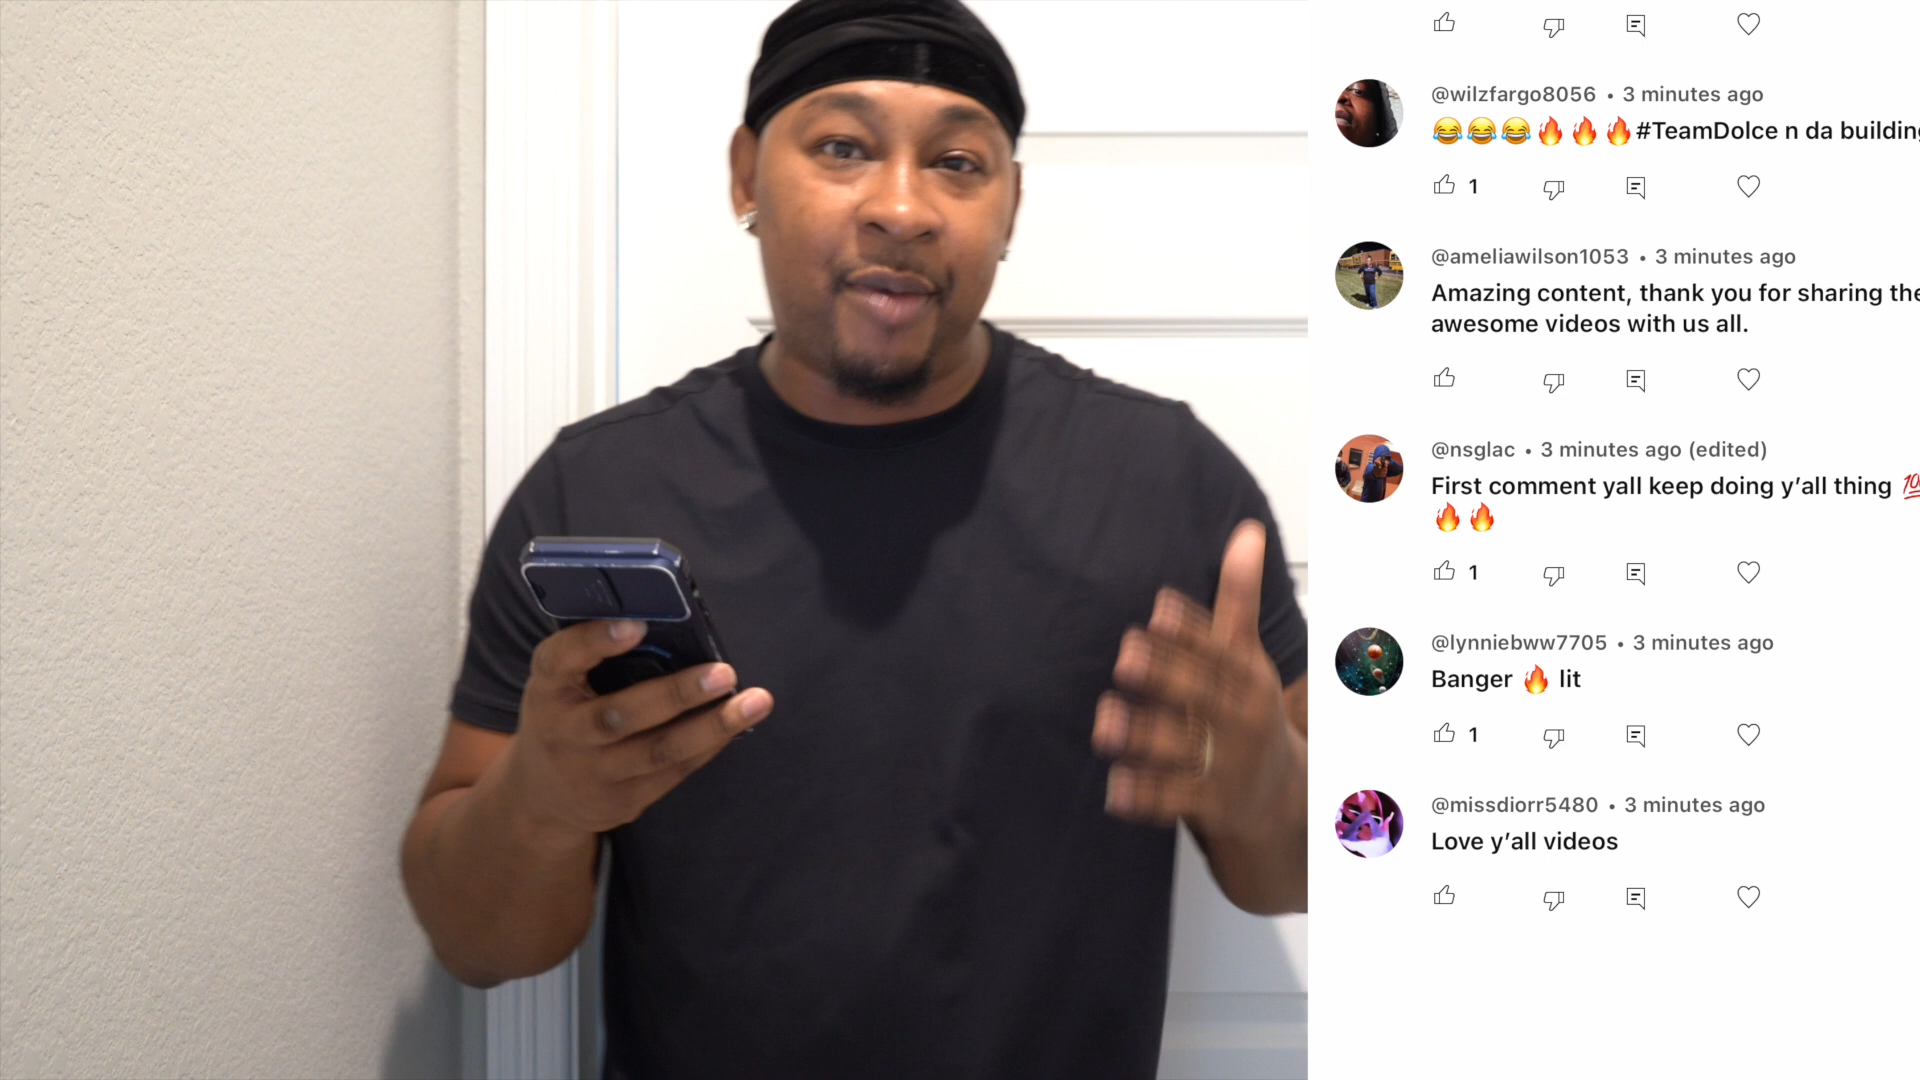 @wilzfargo8056 • 3 minutes ago
😂😂😂🔥🔥🔥#TeamDolce n da building
1
@ameliawilson1053 • 3 minutes ago
Amazing content, thank you for sharing the
awesome videos with us all.
@nsglac • 3 minutes ago (edited)
First comment yall keep doing y’all thing 💯
🔥🔥
1
@lynniebww7705 • 3 minutes ago
Banger 🔥 lit
1
@missdiorr5480 • 3 minutes ago
Love y’all videos